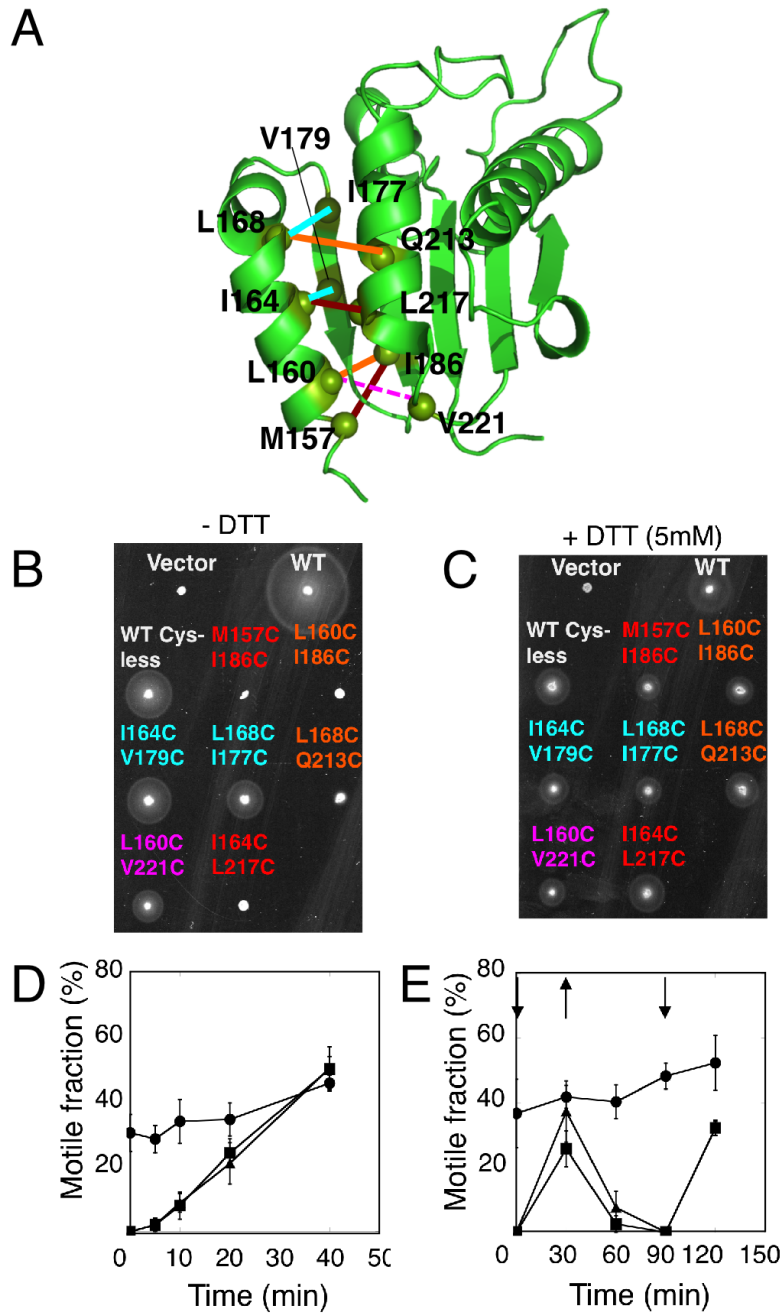 A
V179
I177
L168
Q213
I164
L217
L160
I186
M157
V221
- DTT
+ DTT (5mM)
B
C
Vector
WT
WT Cys-
less
M157C
I186C
L160C
I186C
I164C
V179C
L168C
I177C
L168C
Q213C
L160C
V221C
I164C
L217C
Vector
WT
WT Cys-
less
M157C
I186C
L160C
I186C
I164C
V179C
L168C
I177C
L168C
Q213C
L160C
V221C
I164C
L217C
D
Motile fraction (%)
80
60
40
20
0 10 20 30 40 50
Time (min)
E
Motile fraction (%)
80
60
40
20
0 30 60 90 120 150
Time (min)